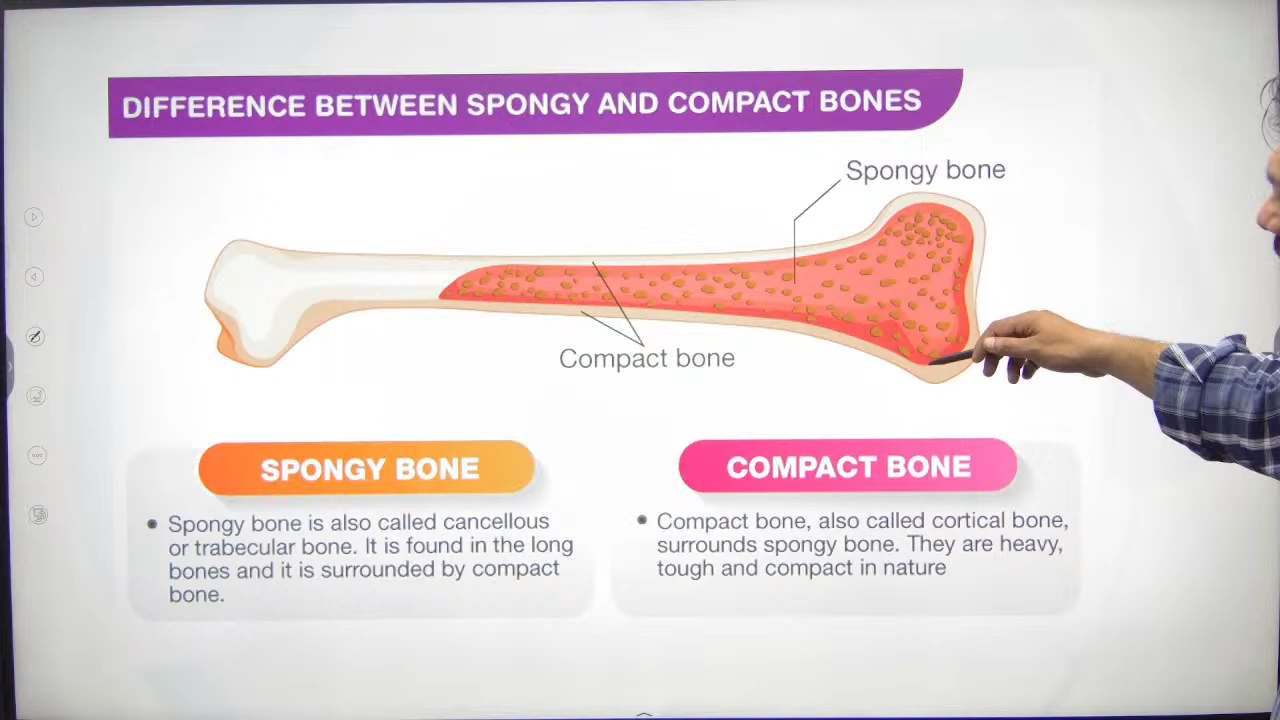 DIFFERENCE BETWEEN SPONGY AND COMPACT BONES
Spongy bone
Compact bone
SPONGY BONE
• Spongy bone is also called cancellous
or trabecular bone. It is found in the long
bones and it is surrounded by compact
bone.
COMPACT BONE
• Compact bone, also called cortical bone,
surrounds spongy bone. They are heavy,
tough and compact in nature